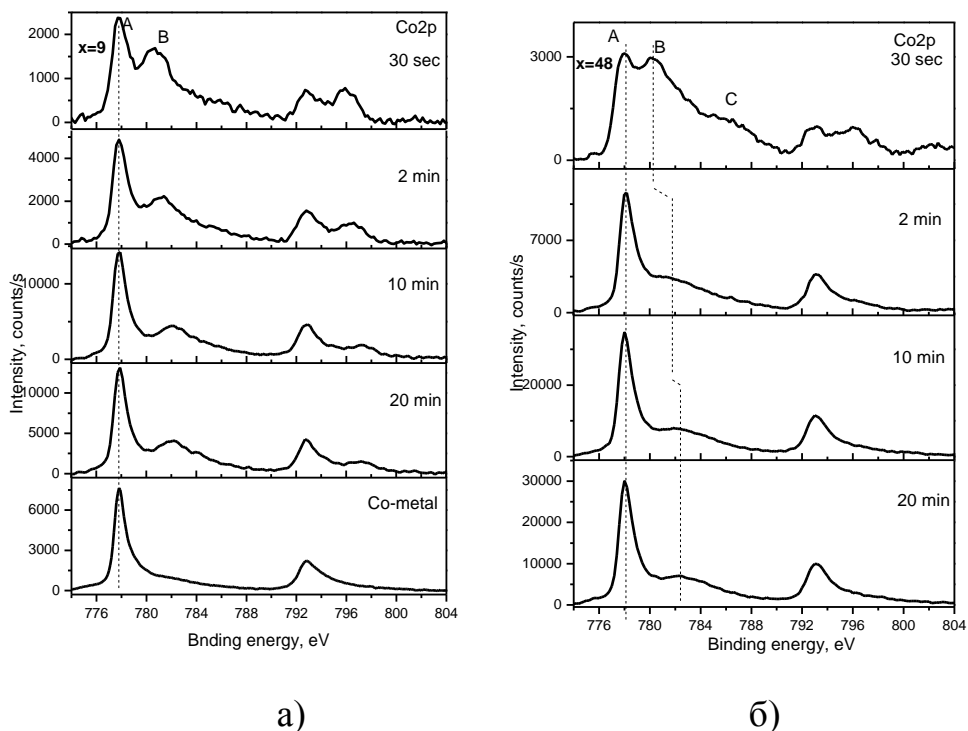 2000
1000
0
x=9
A
B
Co2p
30 sec
4000
2000
0
2 min
10000
0
10 min
10000
5000
0
20 min
6000
3000
0
Co-metal
776 780 784 788 792 796 800 804
Intensity, counts/s
Bnding energy, eV
a)
3000
0
x=48
A
B
C
Co2p
30 sec
7000
0
2 min
20000
0
10 min
30000
20000
10000
0
20 min
776 780 784 788 792 796 800 804
Intensity, counts/s
Binding energy, eV
б)